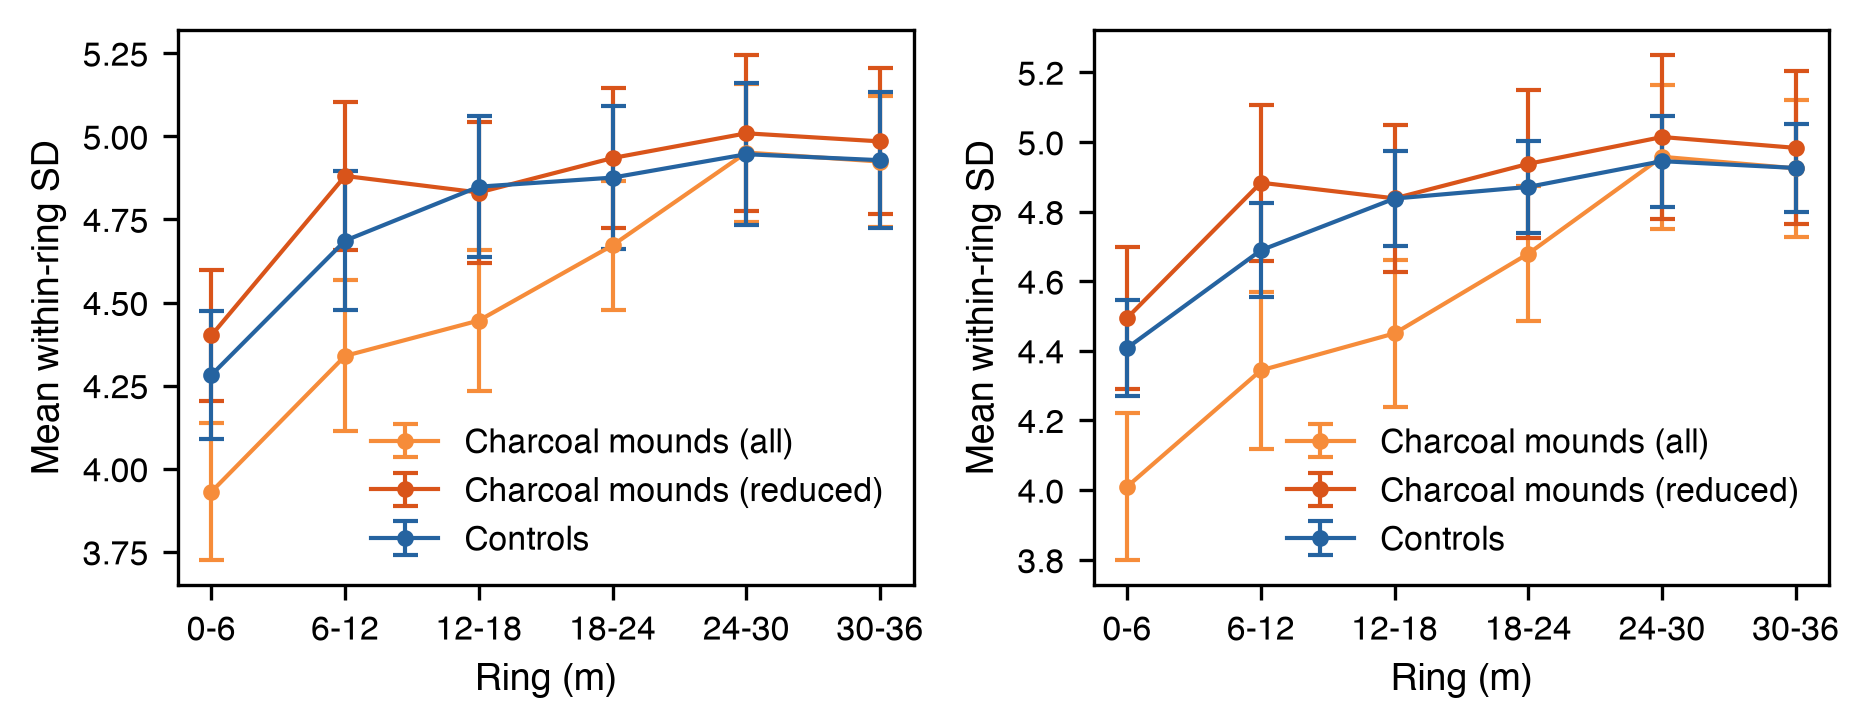 Mean within-ring SD
5.25
5.00
4.75
4.50
4.25
4.00
3.75
Charcoal mounds (all)
Charcoal mounds (reduced)
Controls
0-6 6-12 12-18 18-24 24-30 30-36
Ring (m)
Mean within-ring SD
5.2
5.0
4.8
4.6
4.4
4.2
4.0
3.8
Charcoal mounds (all)
Charcoal mounds (reduced)
Controls
0-6 6-12 12-18 18-24 24-30 30-36
Ring (m)